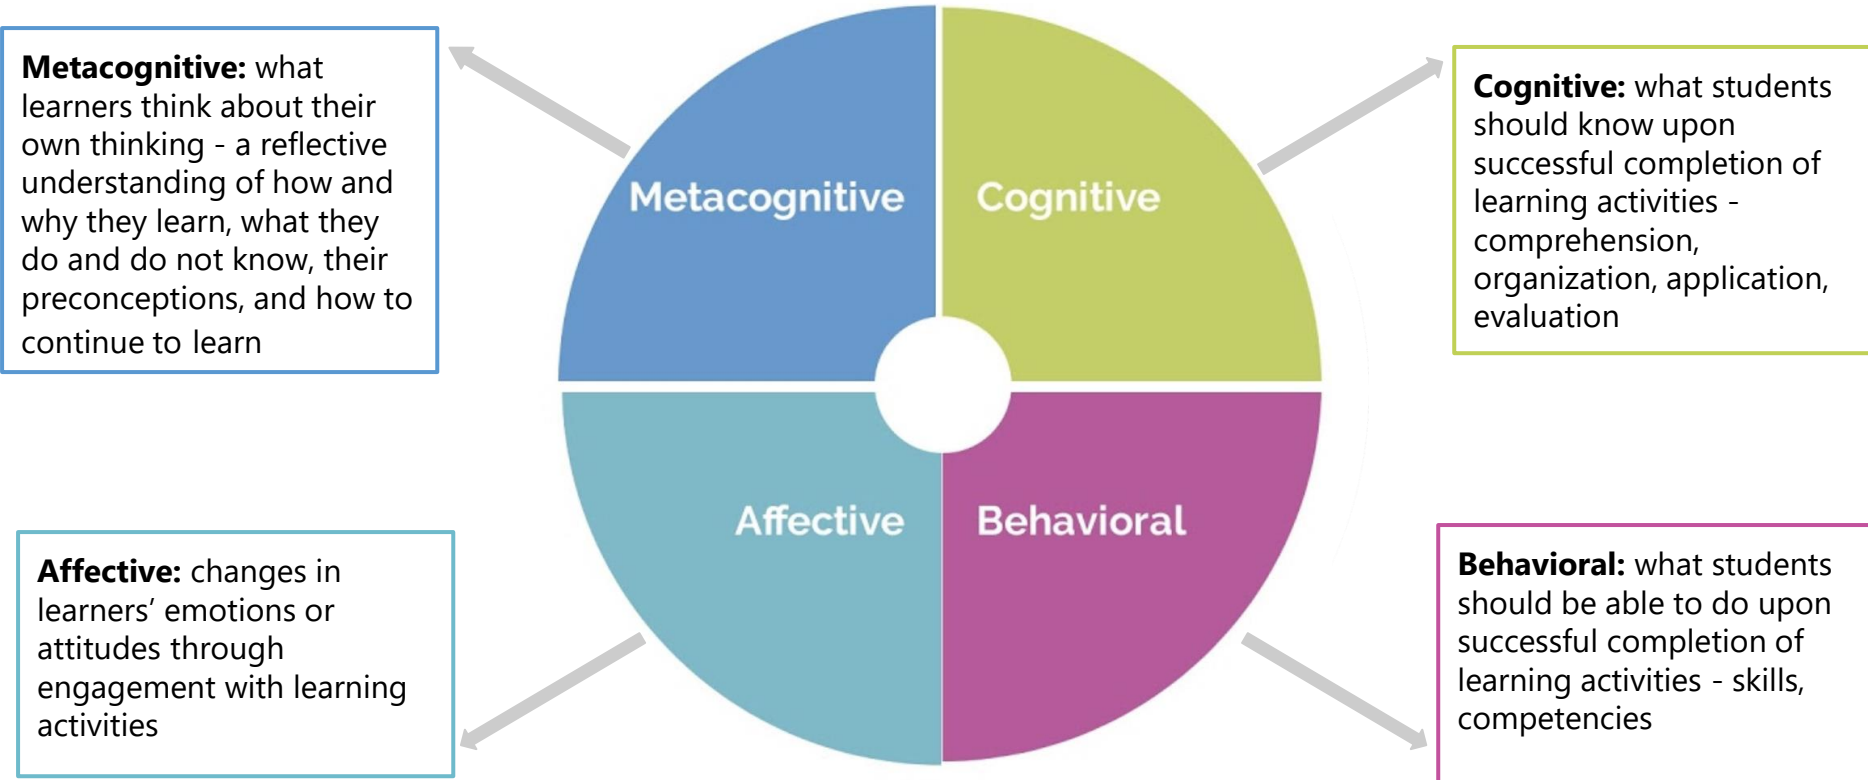 Metacognitive: what
learners think about their
own thinking - a reflective
understanding of how and
why they learn, what they
do and do not know, their
preconceptions, and how to
continue to learn
Metacognitive
Cognitive
Cognitive: what students
should know upon
successful completion of
learning activities -
comprehension,
organization, application,
evaluation
Affective: changes in
learners’ emotions or
attitudes through
engagement with learning
activities
Affective
Behavioral
Behavioral: what students
should be able to do upon
successful completion of
learning activities - skills,
competencies